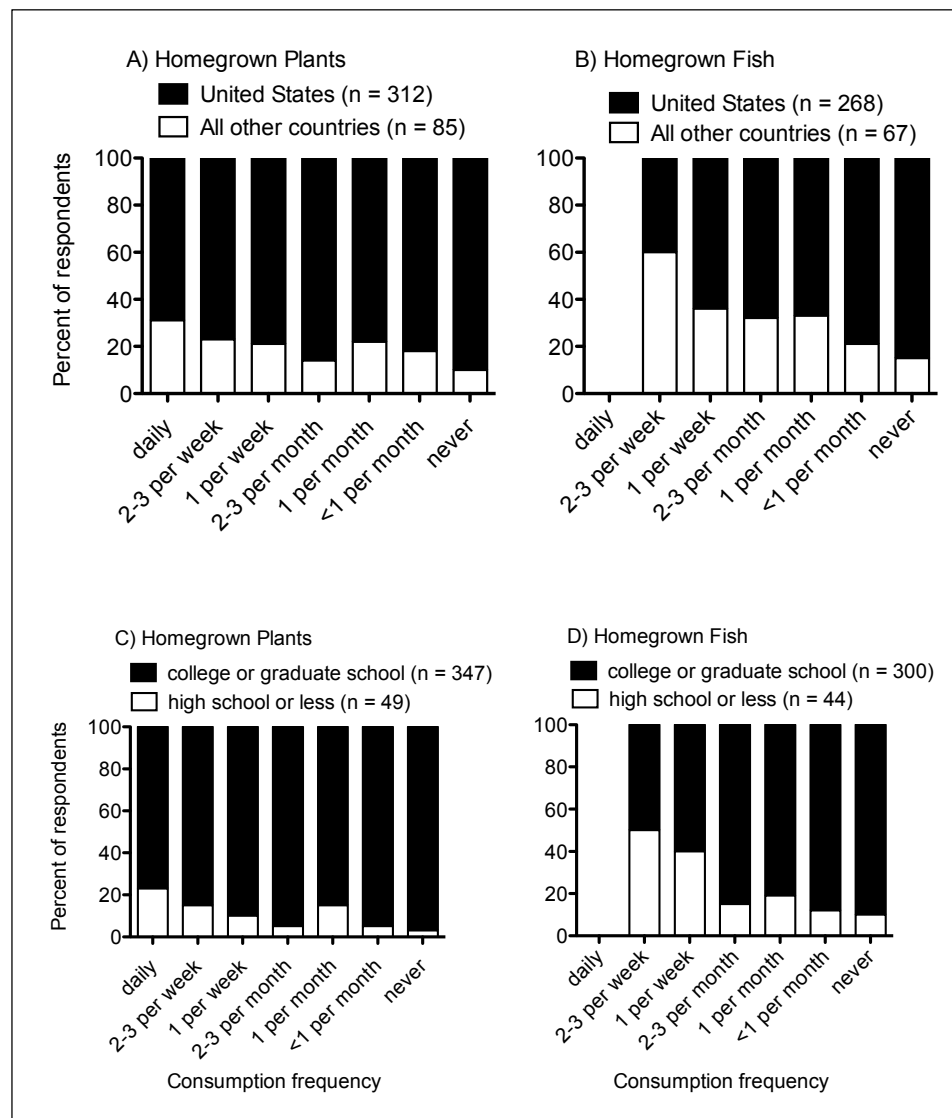 A) Homegrown Plants
United States (n = 312)
All other countries (n = 85)
Percent of respondents
100
80
60
40
20
0
daily
2-3 per week
1 per week
2-3 per month
1 per month
<1 per month
never
B) Homegrown Fish
United States (n = 268)
All other countries (n = 67)
100
80
60
40
20
0
daily
2-3 per week
1 per week
2-3 per month
1 per month
<1 per month
never
C) Homegrown Plants
college or graduate school (n = 347)
high school or less (n = 49)
Percent of respondents
100
80
60
40
20
0
daily
2-3 per week
1 per week
2-3 per month
1 per month
<1 per month
never
Consumption frequency
D) Homegrown Fish
college or graduate school (n = 300)
high school or less (n = 44)
100
80
60
40
20
0
daily
2-3 per week
1 per week
2-3 per month
1 per month
<1 per month
never
Consumption frequency